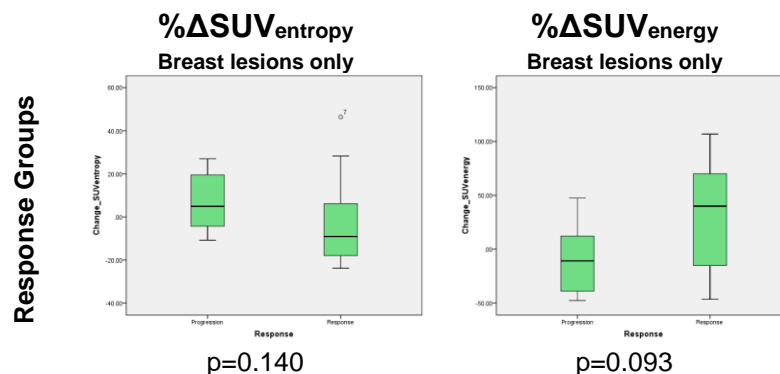 %ΔSUVentropy
Breast lesions only
60.00
40.00
20.00
.00
-20.00
-40.00
Change_SUVentropy
7
Progression
Response
Response
p=0.140
%ΔSUVenergy
Breast lesions only
150.00
100.00
50.00
.00
-50.00
Change_SUVenergy
Progression
Response
Response
p=0.093
Response Groups